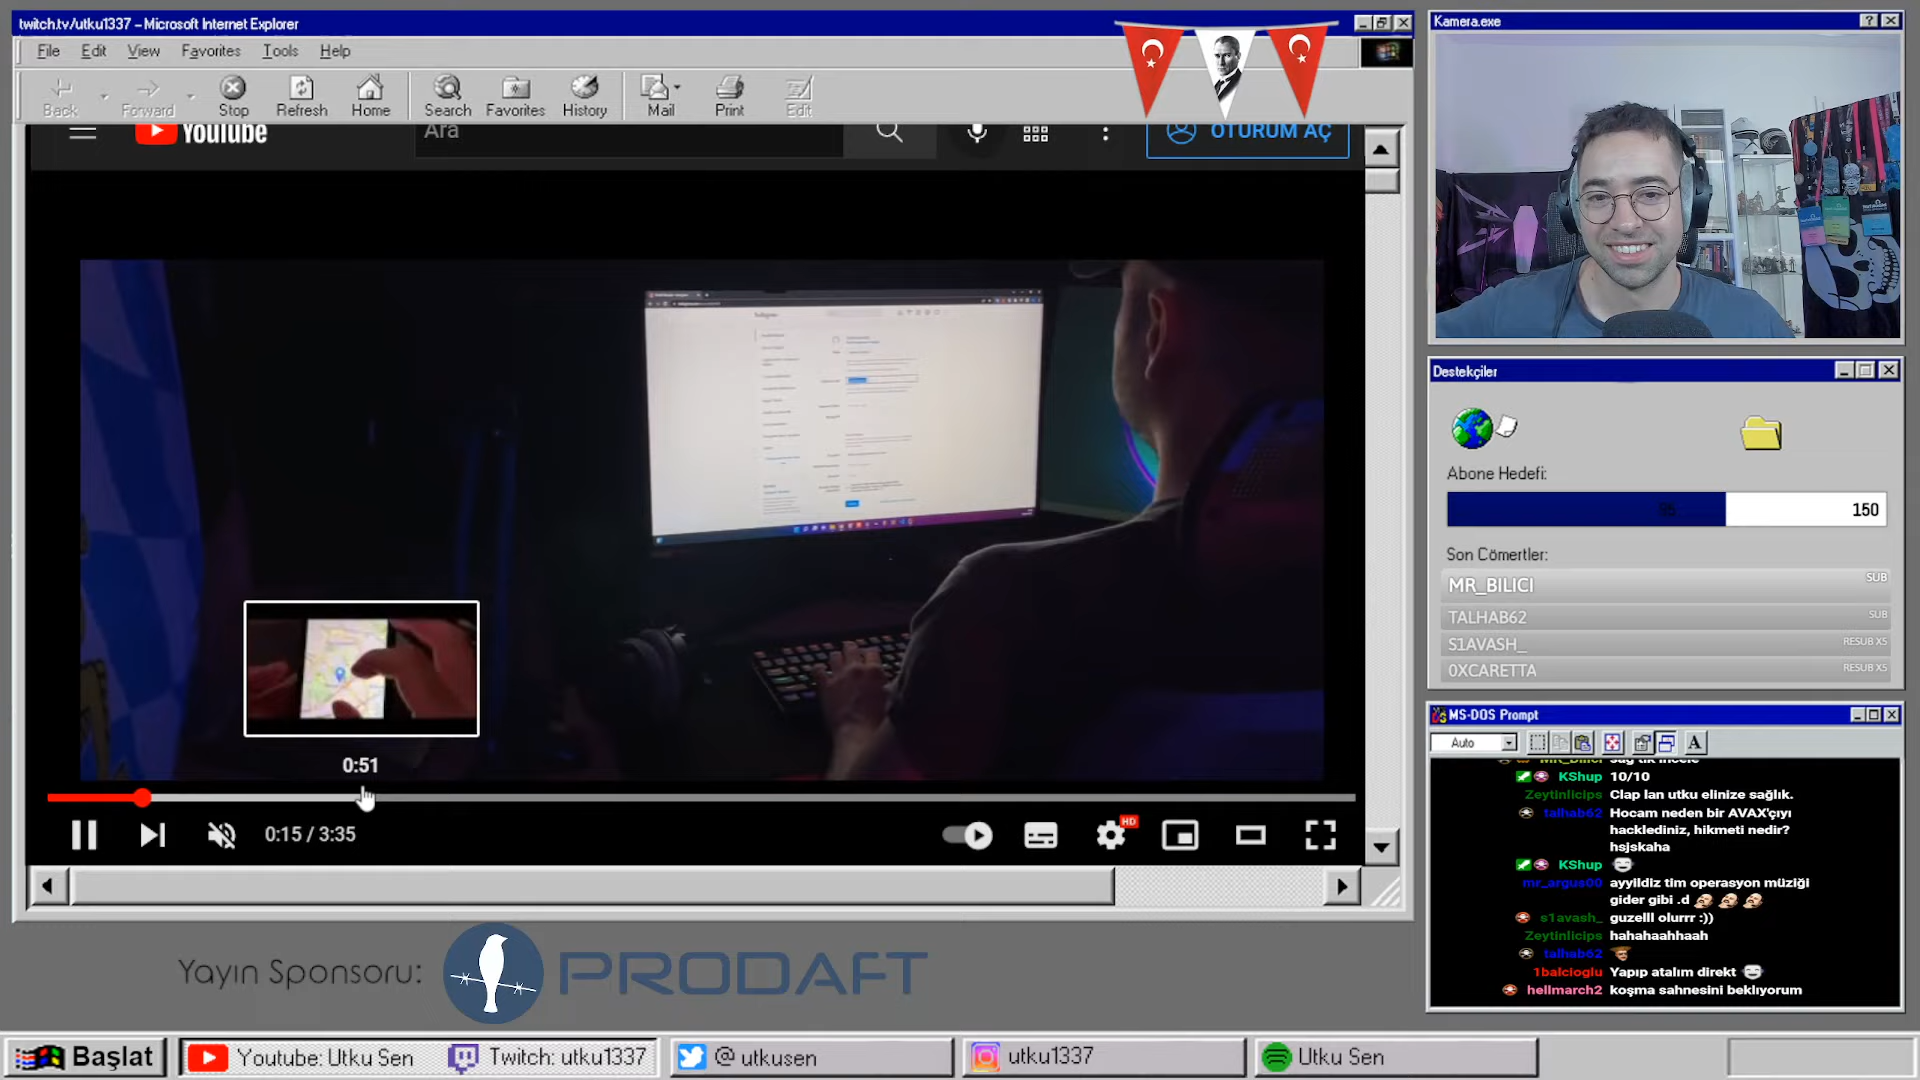 twitch.tv/utku1337 – Microsoft Internet Explorer
File Edit View Favorites Tools Help
Back Forward Stop Refresh Home Search Favorites History Mail Print Edit
YouTube
Ara
OTURUM AÇ
0:51
0:15 / 3:35
HD
Yayın Sponsoru:
PRODAFT
Kamera.exe
Destekçiler
Abone Hedefi:
150
Son Cömertler:
MR_BILICI SUB
TALHAB62 SUB
S1AVASH_ RESUB X5
0XCARETTA RESUB X5
MS-DOS Prompt
Auto
A
KShup 10/10
Zeytinlicips Clap lan utku elinize sağlık.
talhab62 Hocam neden bir AVAX'çıyı
hacklediniz, hikmeti nedir?
hsjskaha
KShup
mr_argus00 ayyildiz tim operasyon müziği
gider gibi .d
s1avash_ guzelll olurrr :))
Zeytinlicips hahahaahhaah
talhab62
1balcioglu Yapıp atalım direkt
hellmarch2 koşma sahnesini beklıyorum
Başlat
Youtube: Utku Sen
Twitch: utku1337
@utkusen
utku1337
Utku Sen